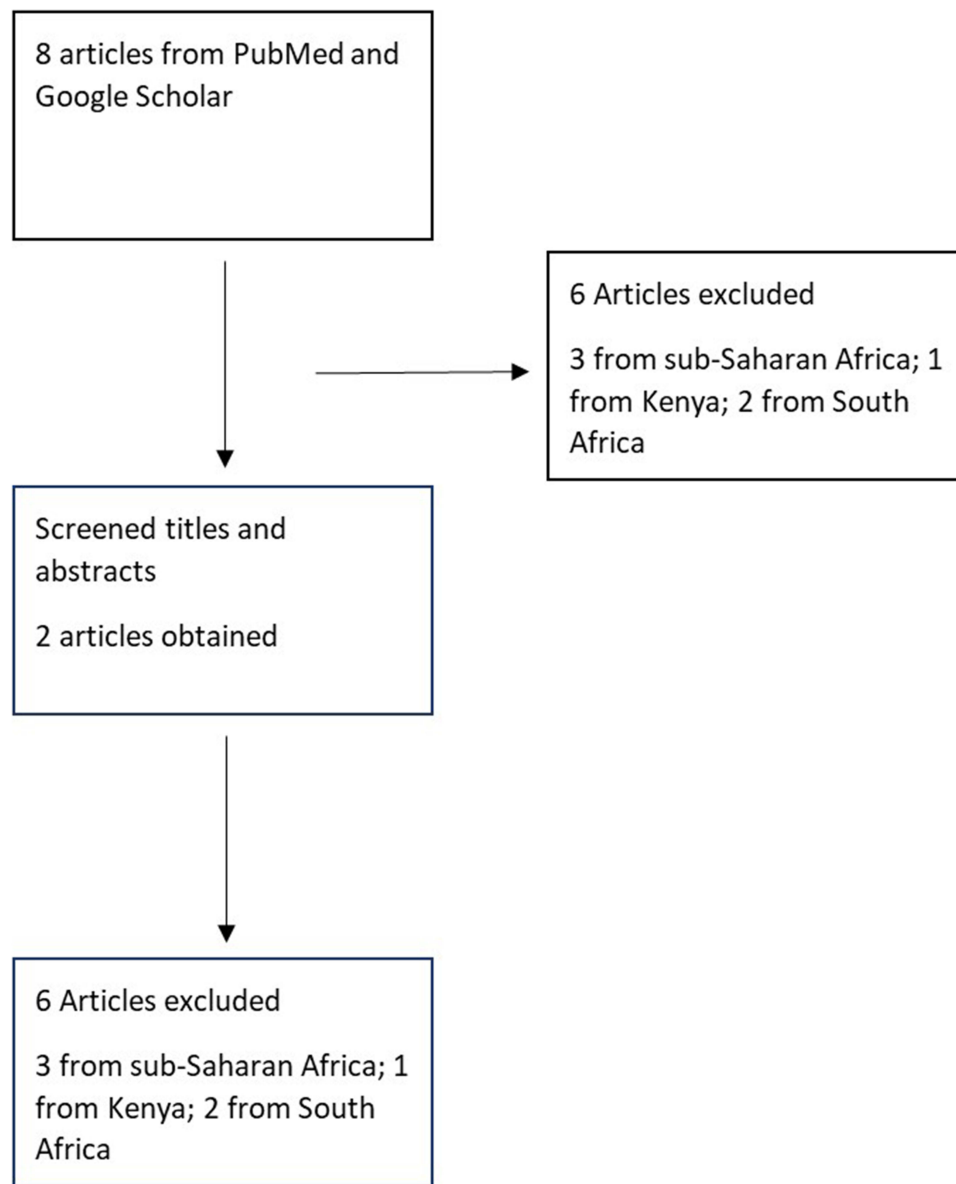 8 articles from PubMed and
Google Scholar
6 Articles excluded
3 from sub-Saharan Africa; 1
from Kenya; 2 from South
Africa
Screened titles and
abstracts
2 articles obtained
6 Articles excluded
3 from sub-Saharan Africa; 1
from Kenya; 2 from South
Africa